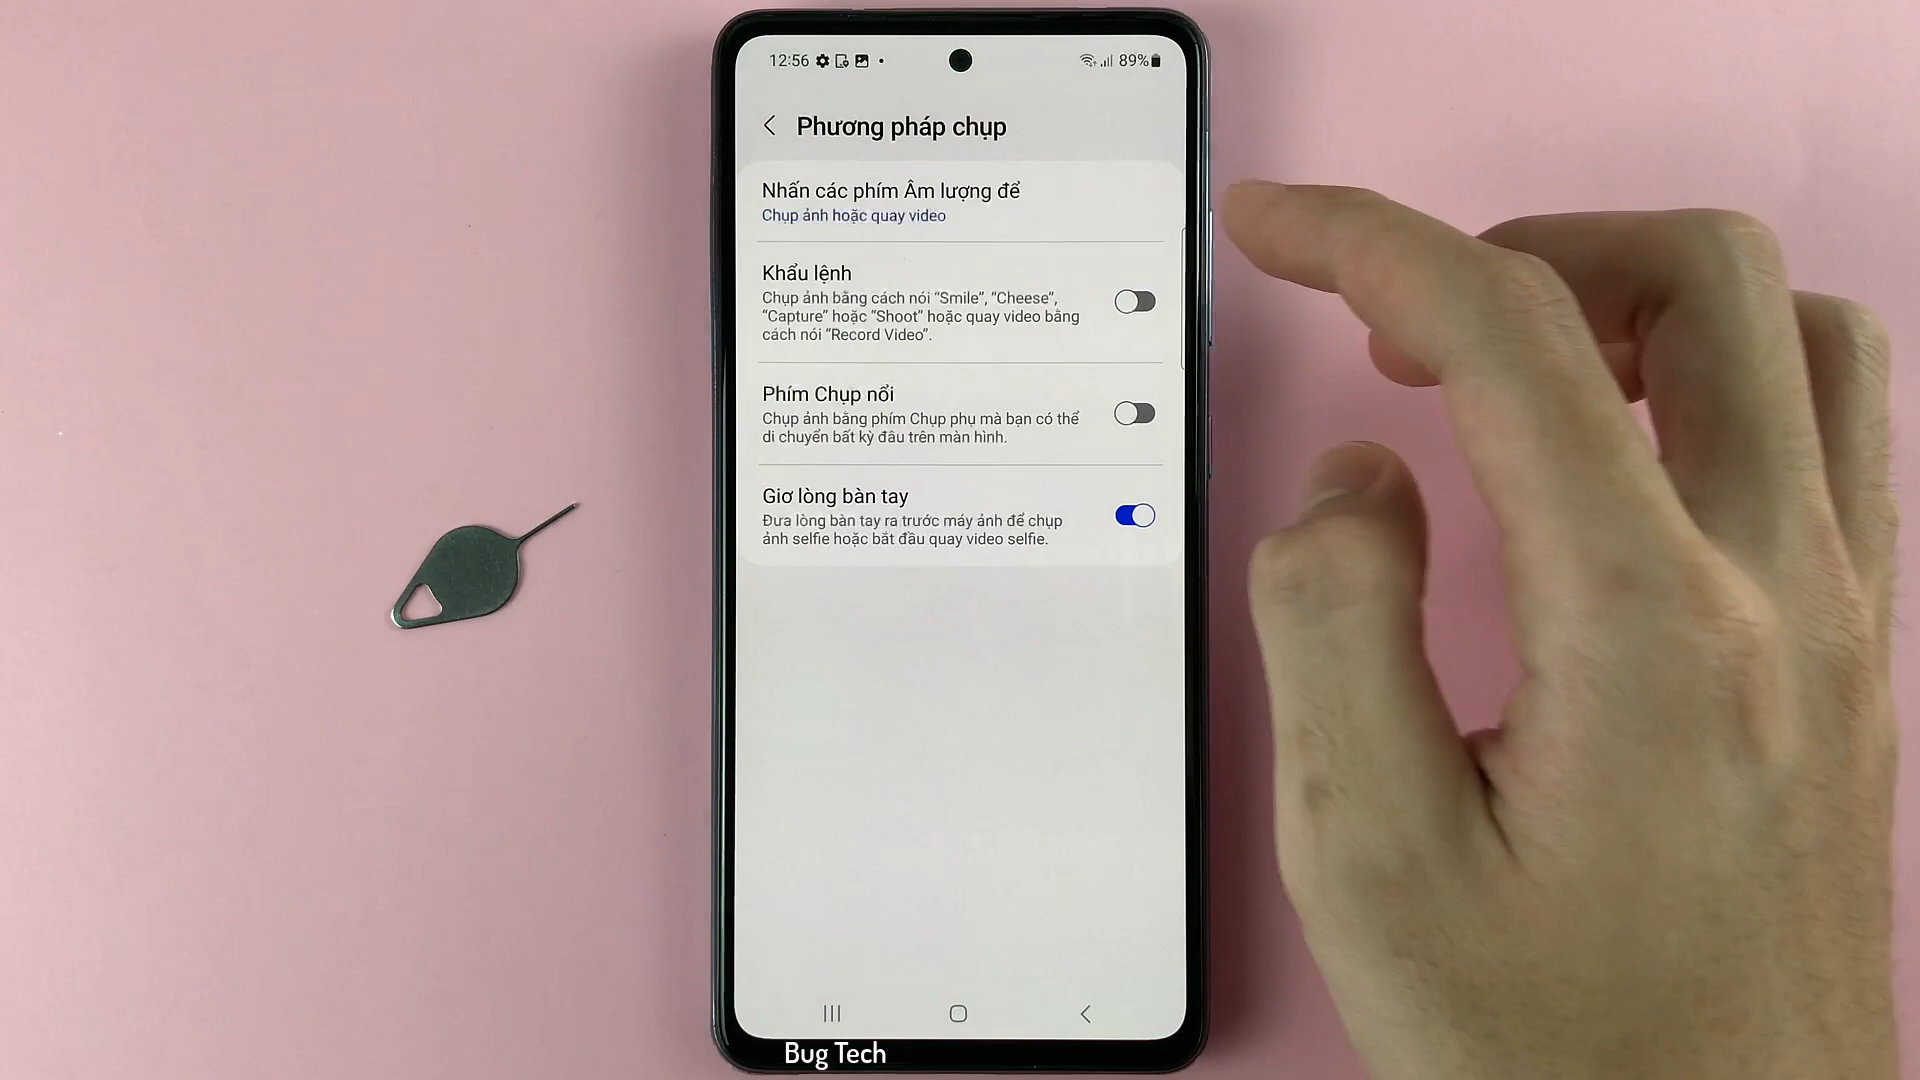 12:56
89%
Phương pháp chụp
Nhấn các phím Âm lượng để
Chụp ảnh hoặc quay video
Khẩu lệnh
Chụp ảnh bằng cách nói “Smile”, “Cheese”,
“Capture” hoặc “Shoot” hoặc quay video bằng
cách nói “Record Video”.
Phím Chụp nổi
Chụp ảnh bằng phím Chụp phụ mà bạn có thể
di chuyển bất kỳ đâu trên màn hình.
Giơ lòng bàn tay
Đưa lòng bàn tay ra trước máy ảnh để chụp
ảnh selfie hoặc bắt đầu quay video selfie.
Bug Tech